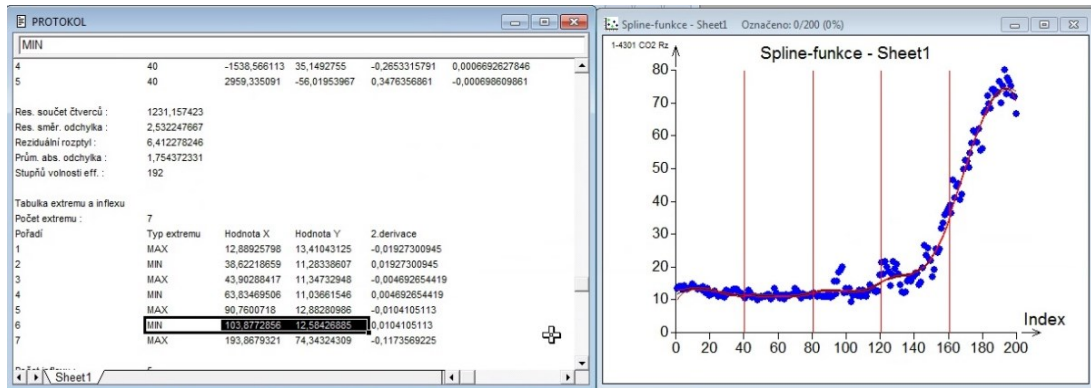 PROTOKOL
MIN
4 40 -1538,566113 35,1492755 -0,2653315791 0,0006692627846
5 40 2959,335091 -56,01953967 0,3476356861 -0,000698609861
Res. součet čtverců : 1231,157423
Res. směr. odchylka : 2,532247667
Reziduální rozptyl : 6,412278246
Prům. abs. odchylka : 1,754372331
Stupňů volnosti eff. : 192
Tabulka extremu a inflexu
Počet extremu : 7
Pořadí Typ extremu Hodnota X Hodnota Y 2.derivace
1 MAX 12,88925798 13,41043125 -0,01927300945
2 MIN 38,62218659 11,28338607 0,01927300945
3 MAX 43,90288417 11,34732948 -0,004692654419
4 MIN 63,83469506 11,03661546 0,004692654419
5 MAX 90,7600718 12,88280986 -0,0104105113
6 MIN 103,8772856 12,58426885 0,0104105113
7 MAX 193,8679321 74,34324309 -0,1173569225
Sheet1
Spline-funkce - Sheet1 Označeno: 0/200 (0%)
1-4301 CO2 Rz
Spline-funkce - Sheet1
80
70
60
50
40
30
20
10
0
Index
0 20 40 60 80 100 120 140 160 180 200